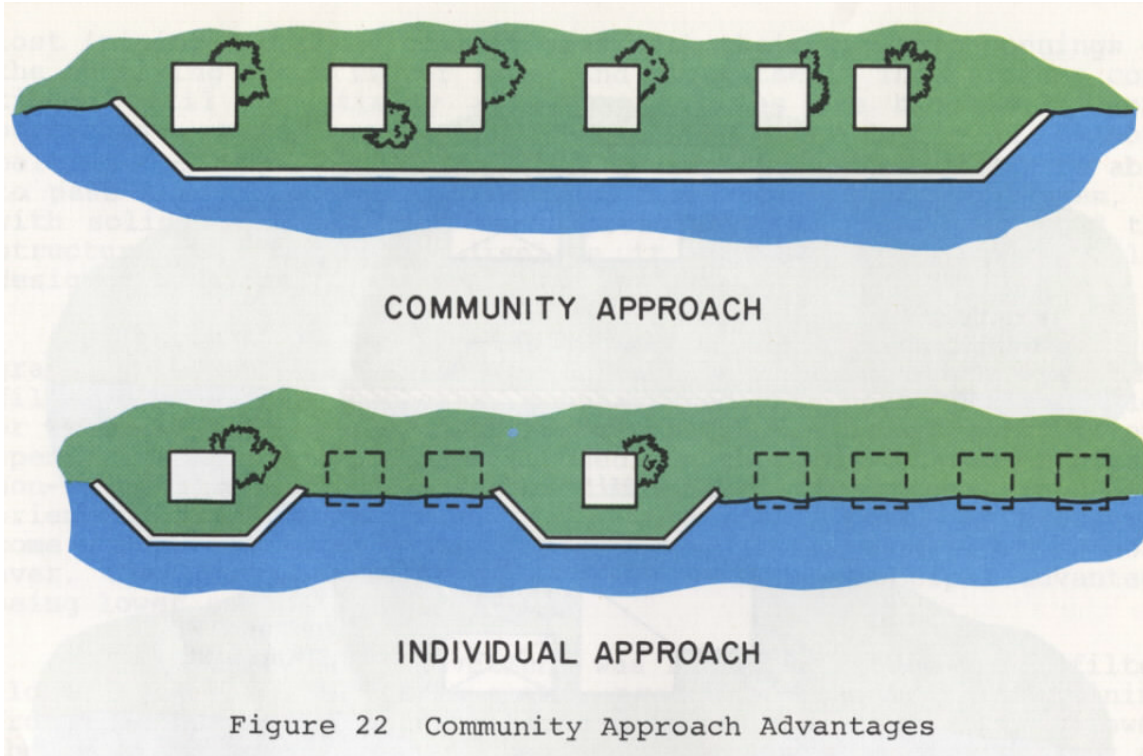 COMMUNITY APPROACH
INDIVIDUAL APPROACH
Figure 22 Community Approach Advantages